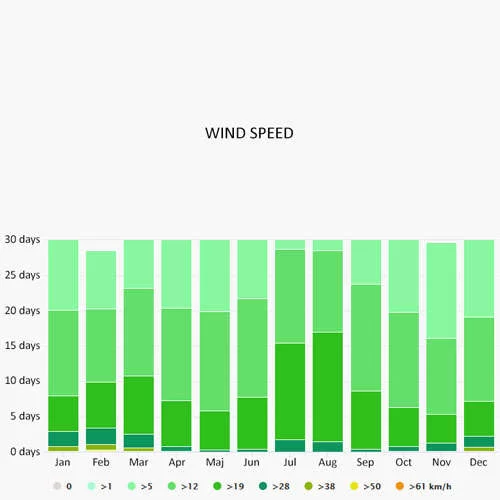 WIND SPEED
30 days
25 days
20 days
15 days
10 days
5 days
0 days
Jan Feb Mar Apr Maj Jun Jul Aug Sep Oct Nov Dec
0 >1 >5 >12 >19 >28 >38 >50 >61 km/h